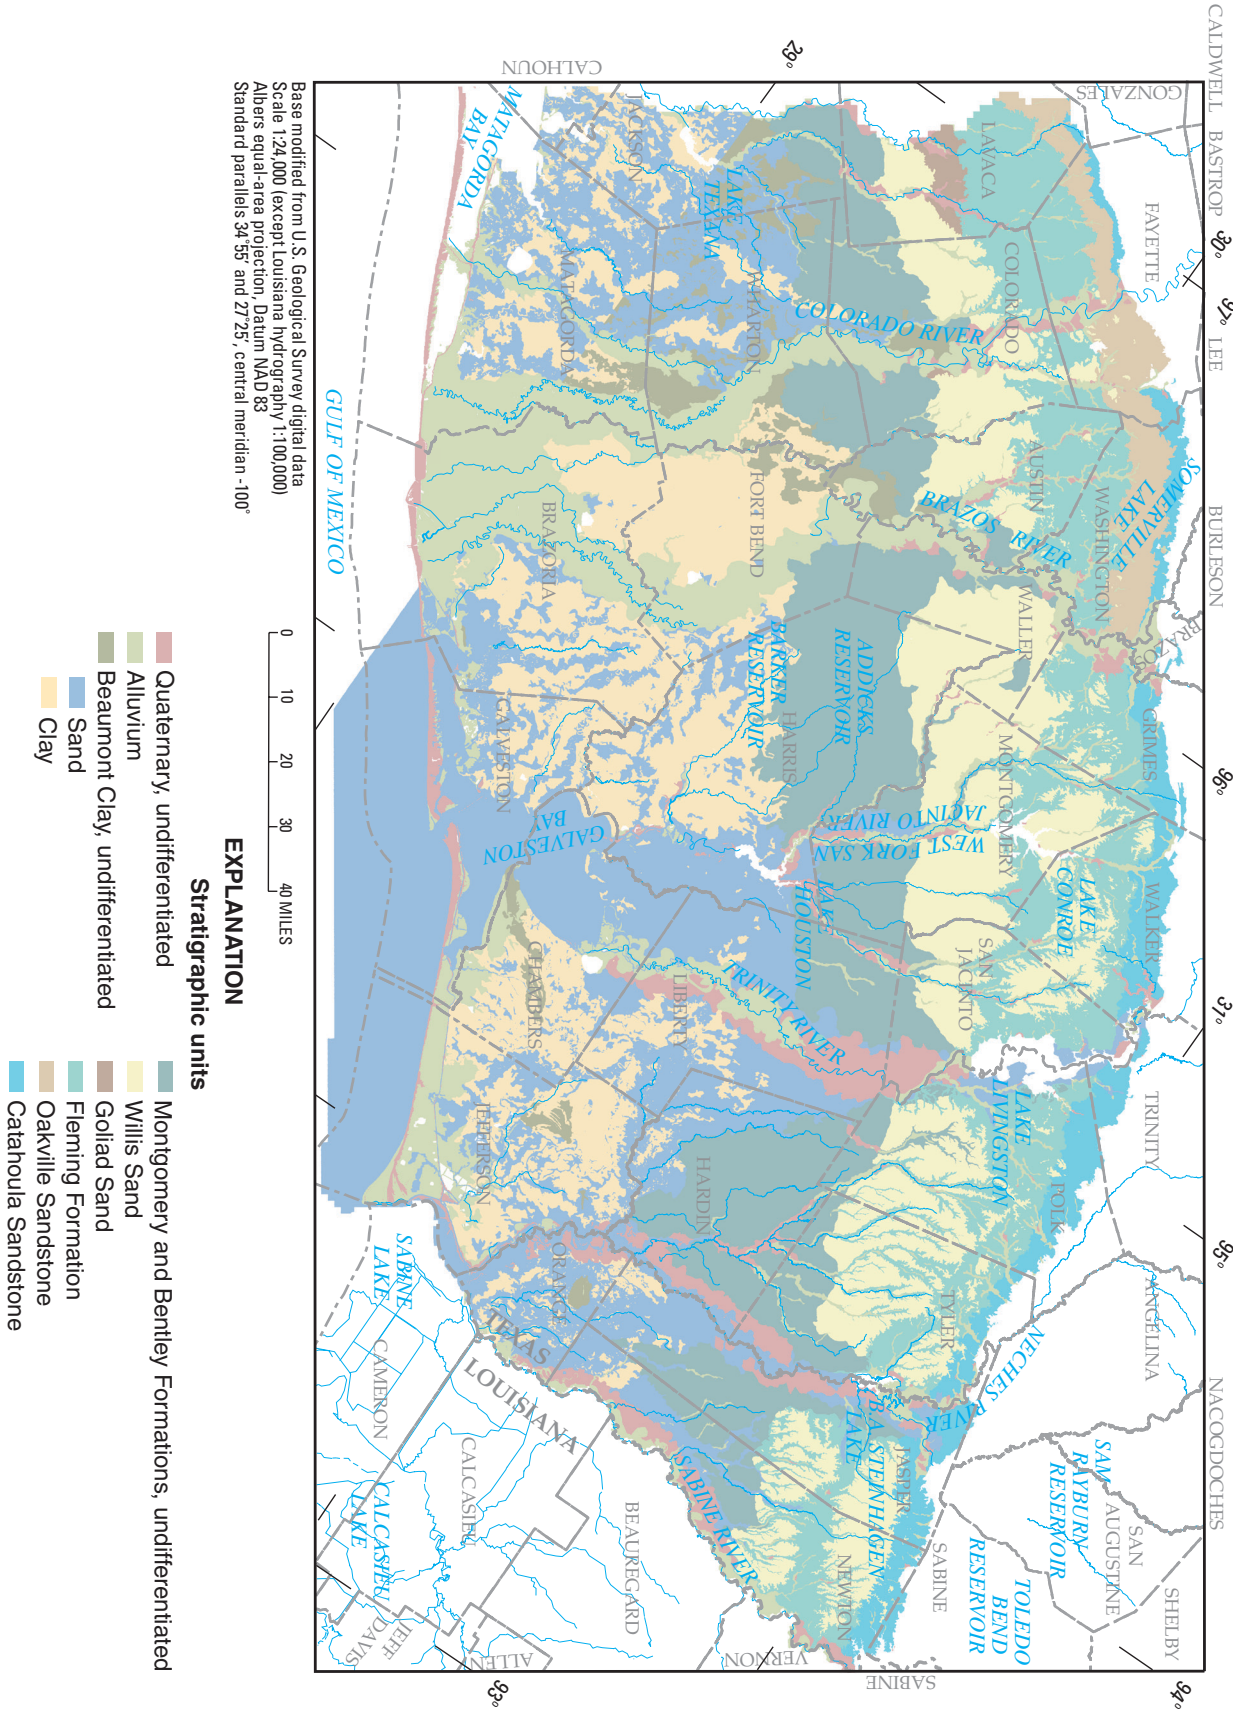 CALDWELL
BASTROP
30°
97°
LEE
BURLESON
96°
31°
TRINITY
95°
ANGELINA
NACOGDOCHES
94°
GONZALES
FAYETTE
SOMERVILLE
LAKE
BRAZOS
GRIMES
WALKER
SHELBY
SAN
AUGUSTINE
SAM
RAYBURN
RESERVOIR
TOLEDO
BEND
RESERVOIR
SABINE
SABINE
29°
LAVACA
COLORADO
AUSTIN
WASHINGTON
WALLER
MONTGOMERY
LAKE
CONROE
SAN
JACINTO
LAKE
LIVINGSTON
POLK
TYLER
NECHES RIVER
JASPER
B.A. STEINHAGEN
LAKE
NEWTON
COLORADO RIVER
BRAZOS RIVER
ADDICKS
RESERVOIR
BARKER
RESERVOIR
WEST FORK SAN
JACINTO RIVER
LAKE
HOUSTON
TRINITY RIVER
HARDIN
SABINE RIVER
VERNON
CALHOUN
JACKSON
LAKE
TEXANA
WHARTON
FORT BEND
HARRIS
LIBERTY
BEAUREGARD
MATAGORDA
BRAZORIA
GALVESTON
GALVESTON
BAY
CHAMBERS
JEFFERSON
ORANGE
TEXAS
LOUISIANA
CALCASIEU
ALLEN
93°
MATAGORDA
BAY
GULF OF MEXICO
SABINE
LAKE
CAMERON
CALCASIEU
LAKE
JEFF
DAVIS
Base modified from U.S. Geological Survey digital data
Scale 1:24,000 (except Louisiana hydrography 1:100,000)
Albers equal-area projection, Datum NAD 83
Standard parallels 34°55' and 27°25', central meridian -100°
0 10 20 30 40 MILES
EXPLANATION
Stratigraphic units
Quaternary, undifferentiated
Alluvium
Beaumont Clay, undifferentiated
Sand
Clay
Montgomery and Bentley Formations, undifferentiated
Willis Sand
Goliad Sand
Fleming Formation
Oakville Sandstone
Catahoula Sandstone